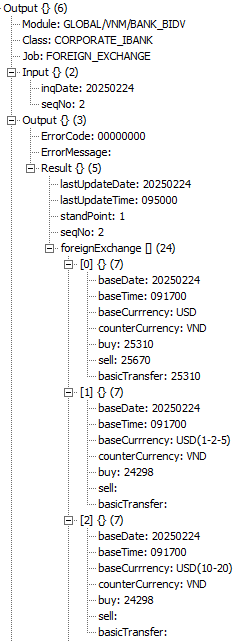 Output {} (6)
Module: GLOBAL/VNM/BANK_BIDV
Class: CORPORATE_IBANK
Job: FOREIGN_EXCHANGE
Input {} (2)
inqDate: 20250224
seqNo: 2
Output {} (3)
ErrorCode: 00000000
ErrorMessage:
Result {} (5)
lastUpdateDate: 20250224
lastUpdateTime: 095000
standPoint: 1
seqNo: 2
foreignExchange [] (24)
[0] {} (7)
baseDate: 20250224
baseTime: 091700
baseCurrrency: USD
counterCurrrency: VND
buy: 25310
sell: 25670
basicTransfer: 25310
[1] {} (7)
baseDate: 20250224
baseTime: 091700
baseCurrrency: USD(1-2-5)
counterCurrrency: VND
buy: 24298
sell:
basicTransfer:
[2] {} (7)
baseDate: 20250224
baseTime: 091700
baseCurrrency: USD(10-20)
counterCurrrency: VND
buy: 24298
sell:
basicTransfer: